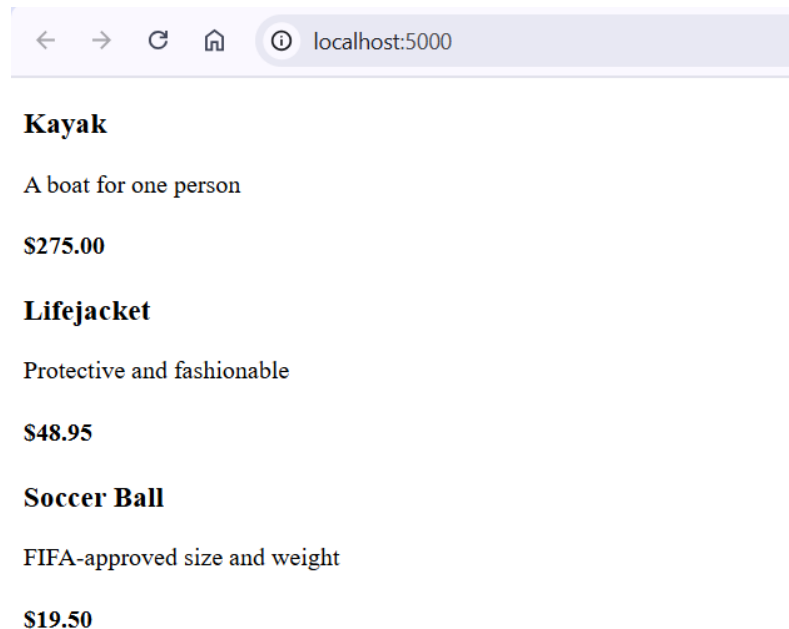 localhost:5000
Kayak
A boat for one person
$275.00
Lifejacket
Protective and fashionable
$48.95
Soccer Ball
FIFA-approved size and weight
$19.50